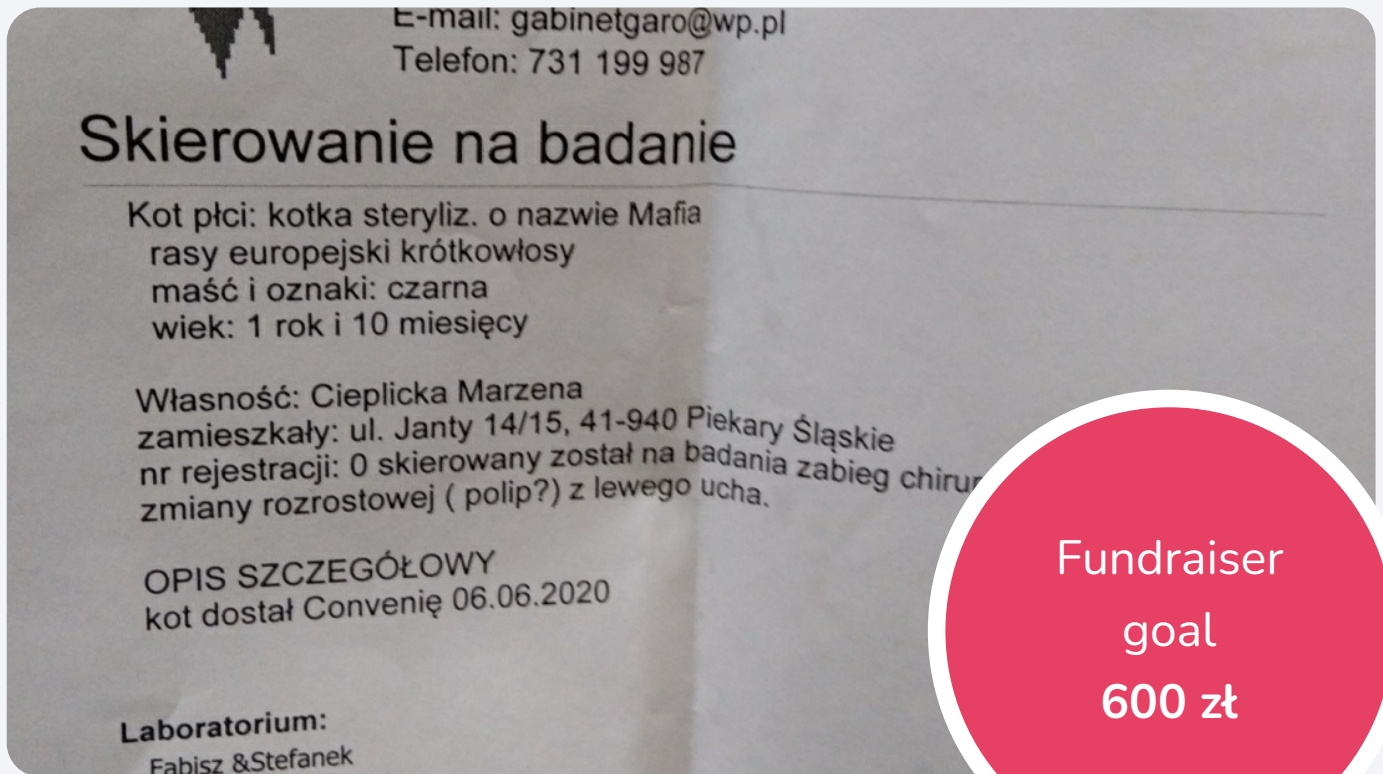 E-mail: gabinetgaro@wp.pl
Telefon: 731 199 987
Skierowanie na badanie
Kot płci: kotka steryliz. o nazwie Mafia
rasy europejski krótkowłosy
maść i oznaki: czarna
wiek: 1 rok i 10 miesięcy
Własność: Cieplicka Marzena
zamieszkały: ul. Janty 14/15, 41-940 Piekary Śląskie
nr rejestracji: 0 skierowany został na badania zabieg
zmiany rozrostowej ( polip?) z lewego ucha.
OPIS SZCZEGÓŁOWY
kot dostał Convenię 06.06.2020
Laboratorium:
Fabisz &Stefanek
Fundraiser
goal
600 zł